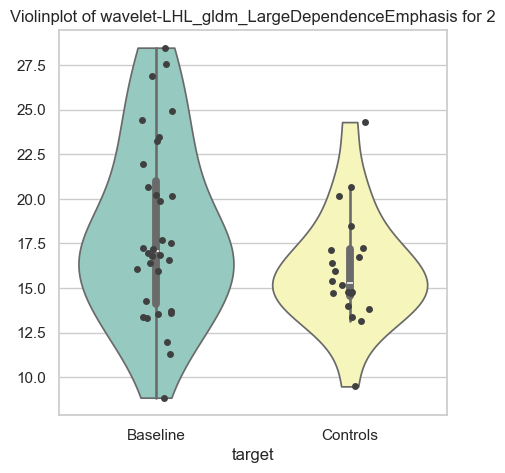 Violinplot of wavelet-LHL_gldm_LargeDependenceEmphasis for 2
27.5
25.0
22.5
20.0
17.5
15.0
12.5
10.0
Baseline
Controls
target